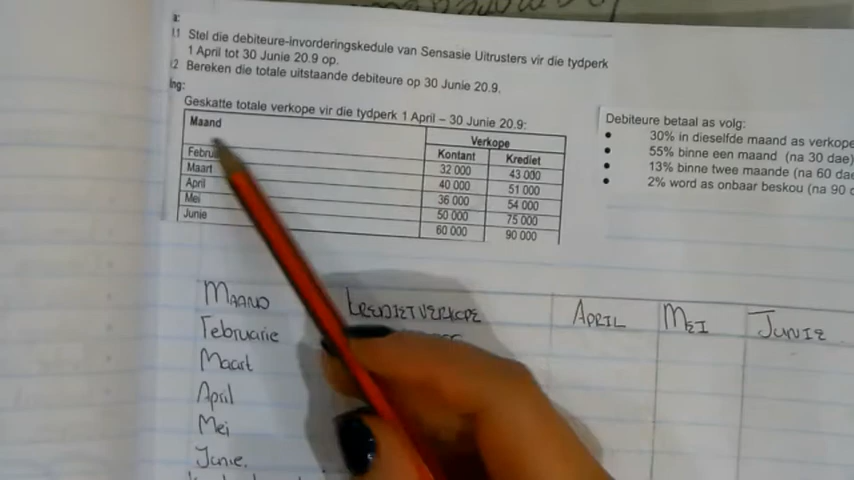 1.1 Stel die debiteure-invorderingskedule van Sensasie Uitrusters vir die tydperk
1 April tot 30 Junie 20.9 op.
Bereken die totale uitstaande debiteure op 30 Junie 20.9.
Geskatte totale verkope vir die tydperk 1 April – 30 Junie 20.9:
Maand Verkope
Kontant Krediet
Febru 32 000 43 000
Maart 40 000 51 000
April 36 000 54 000
Mei 50 000 75 000
Junie 60 000 90 000
Debiteure betaal as volg:
• 30% in dieselfde maand as verkope
• 55% binne een maand (na 30 dae)
• 13% binne twee maande (na 60 dae
• 2% word as onbaar beskou (na 90 d
MAAND KREDIETVERKOPE APRIL MEI JUNIE
Februarie
Maart
April
Mei
Junie.